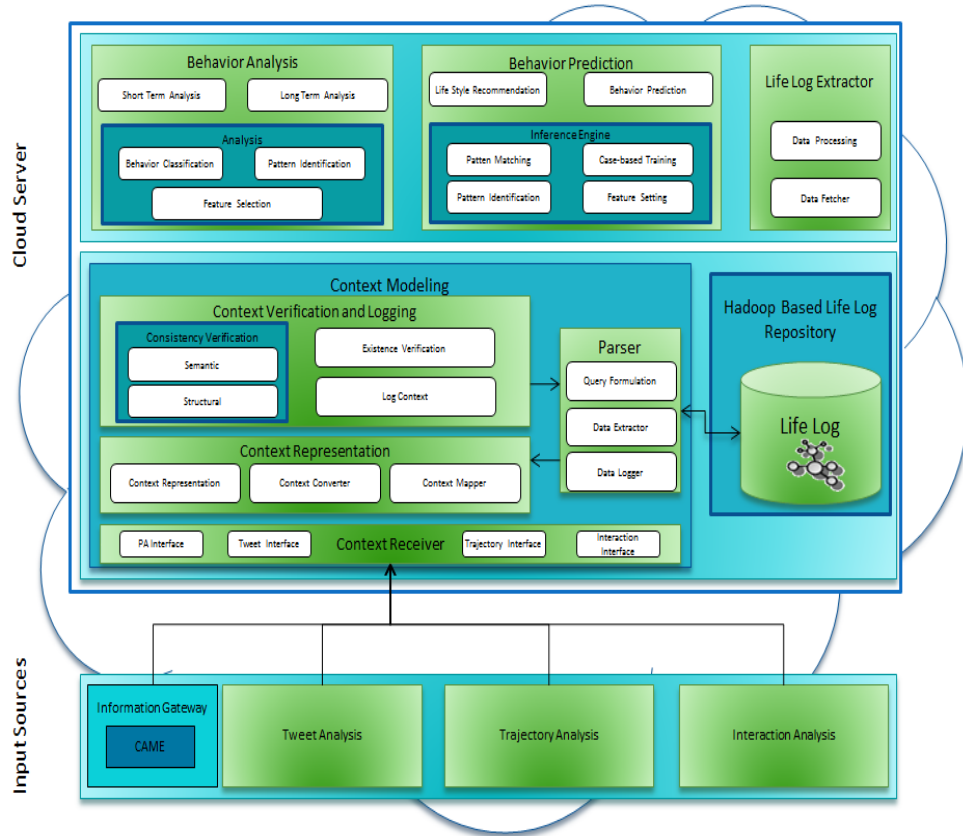 Cloud Server
Behavior Analysis
Short Term Analysis
Long Term Analysis
Analysis
Behavior Classification
Pattern Identification
Feature Selection
Behavior Prediction
Life Style Recommendation
Behavior Prediction
Inference Engine
Patten Matching
Case-based Training
Pattern Identification
Feature Setting
Life Log Extractor
Data Processing
Data Fetcher
Context Modeling
Context Verification and Logging
Consistency Verification
Semantic
Structural
Existence Verification
Log Context
Parser
Query Formulation
Data Extractor
Data Logger
Context Representation
Context Representation
Context Converter
Context Mapper
PA Interface
Tweet Interface
Context Receiver
Trajectory Interface
Interaction
Interface
Hadoop Based Life Log
Repository
Life Log
Input Sources
Information Gateway
CAME
Tweet Analysis
Trajectory Analysis
Interaction Analysis